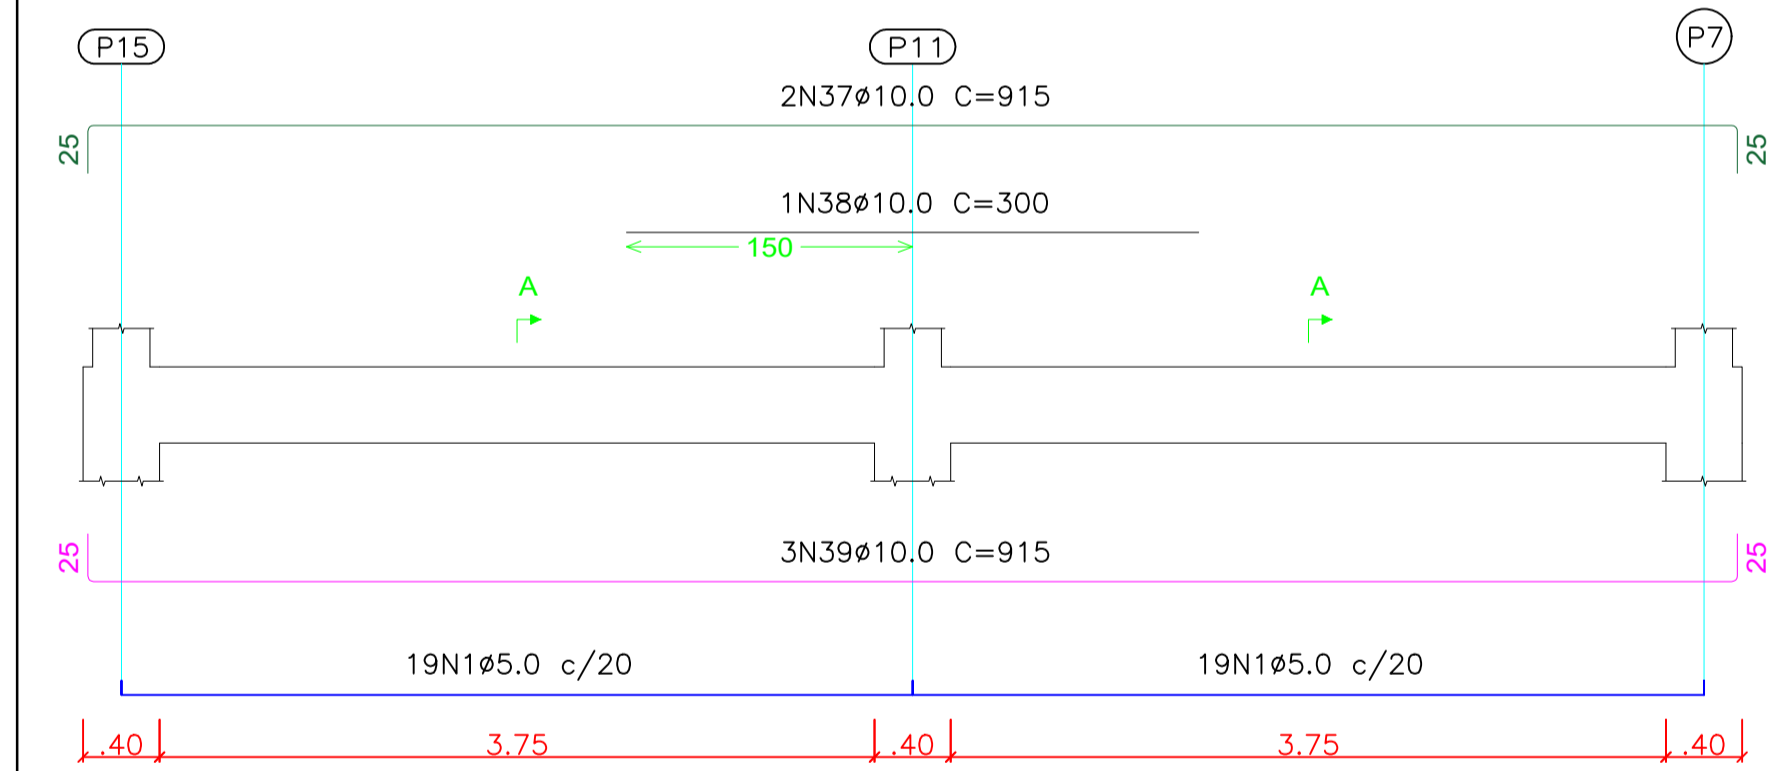 P15 P11 P7
2N37ø10.0 C=915
25 25
1N38ø10.0 C=300
150
A A
3N39ø10.0 C=915
25 25
19N1ø5.0 c/20 19N1ø5.0 c/20
.40 3.75 .40 3.75 .40